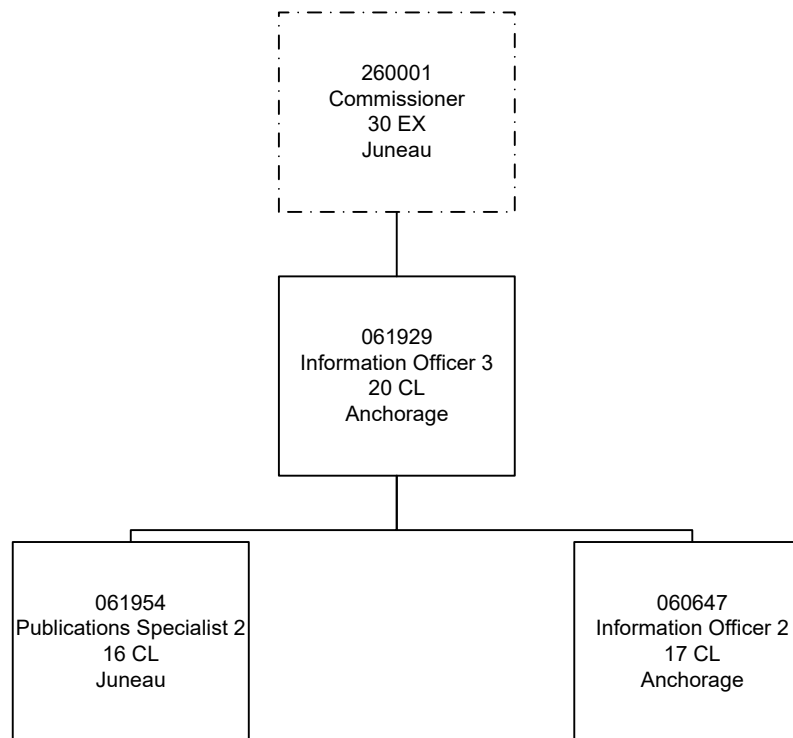 260001
Commissioner
30 EX
Juneau
061929
Information Officer 3
20 CL
Anchorage
061954
Publications Specialist 2
16 CL
Juneau
060647
Information Officer 2
17 CL
Anchorage